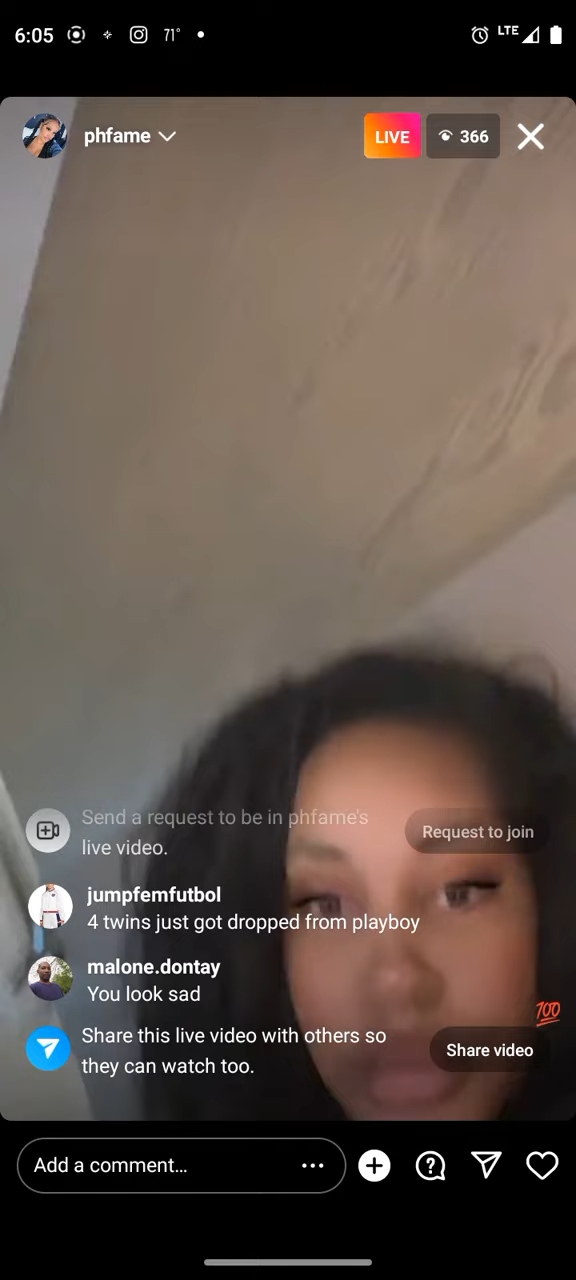 6:05 71° LTE
phfame LIVE 366
Send a request to be in phfame's
live video.
Request to join
jumpfemfutbol
4 twins just got dropped from playboy
malone.dontay
You look sad
100
Share this live video with others so
they can watch too.
Share video
Add a comment...